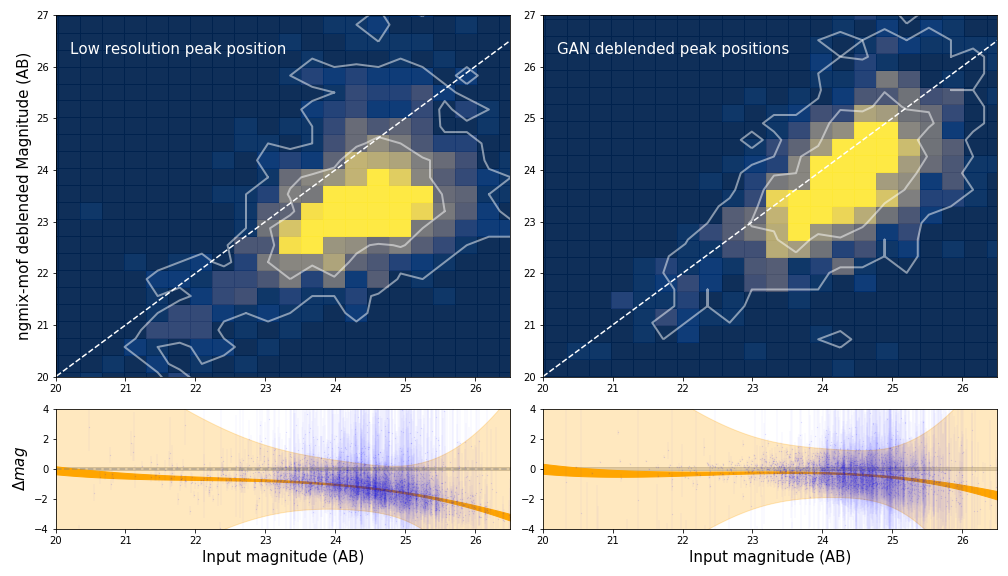 Low resolution peak position
GAN deblended peak positions
ngmix-mof deblended Magnitude (AB)
27
26
25
24
23
22
21
20
20 21 22 23 24 25 26
27
26
25
24
23
22
21
20
20 21 22 23 24 25 26
Δmag
4
2
0
−2
−4
20 21 22 23 24 25 26
Input magnitude (AB)
4
2
0
−2
−4
20 21 22 23 24 25 26
Input magnitude (AB)